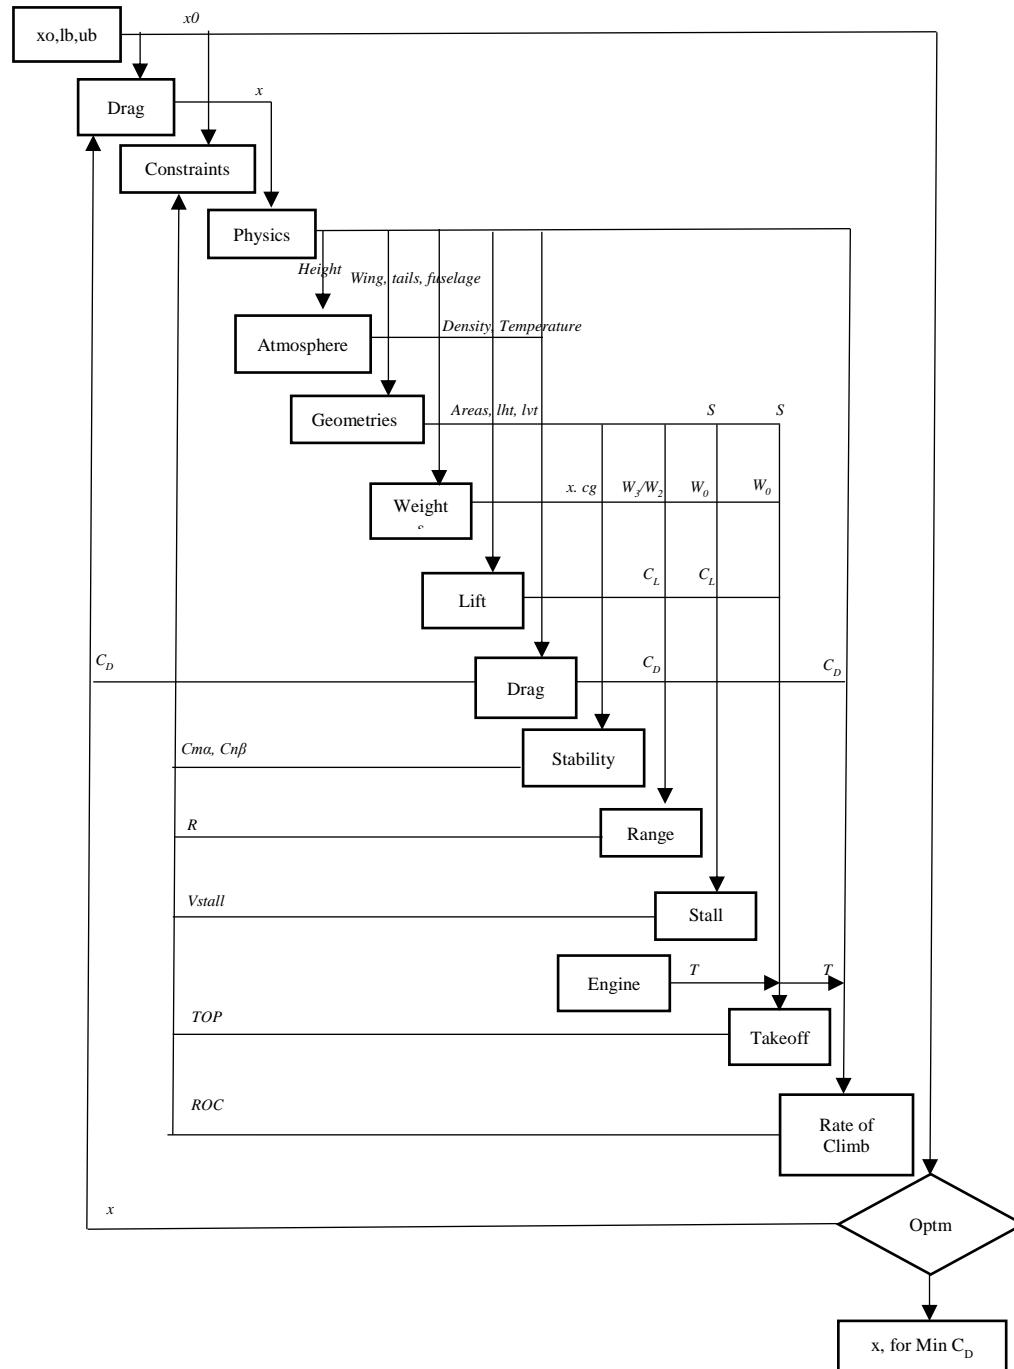 x0
xo,lb,ub
x
Drag
Constraints
Physics
Height
Wing, tails, fuselage
Density, Temperature
Atmosphere
Areas, lht, lvt
S
S
Geometries
x. cg
W3/W2
W0
W0
Weight
s
CL
CL
Lift
CD
CD
CD
Drag
Cmα, Cnβ
Stability
R
Range
Vstall
Stall
T
T
Engine
TOP
Takeoff
ROC
Rate of
Climb
x
Optm
x, for Min CD